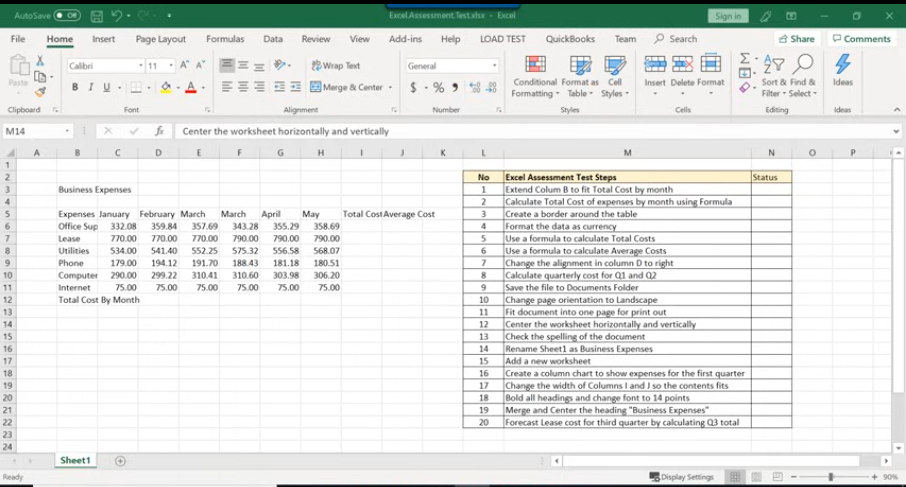 AutoSave Off Excel.Assessment.Test.xlsx - Excel Sign in
File Home Insert Page Layout Formulas Data Review View Add-ins Help LOAD TEST QuickBooks Team Search Share Comments
Paste Calibri 11 A A Wrap Text General Conditional Formatting Format as Table Cell Styles Insert Delete Format Sort & Filter Find & Select Ideas
B I U A Merge & Center $ % 9
Clipboard Font Alignment Number Styles Cells Editing Ideas
M14 fx Center the worksheet horizontally and vertically
A B C D E F G H I J K L M N O P
1
2 No Excel Assessment Test Steps Status
3 Business Expenses 1 Extend Colum B to fit Total Cost by month
4 2 Calculate Total Cost of expenses by month using Formula
5 Expenses January February March March April May Total Cost Average Cost 3 Create a border around the table
6 Office Sup 332.08 359.84 357.69 343.28 355.29 358.69 4 Format the data as currency
7 Lease 770.00 770.00 770.00 790.00 790.00 790.00 5 Use a formula to calculate Total Costs
8 Utilities 534.00 541.40 552.25 575.32 556.58 568.07 6 Use a formula to calculate Average Costs
9 Phone 179.00 194.12 191.70 188.43 181.18 180.51 7 Change the alignment in column D to right
10 Computer 290.00 299.22 310.41 310.60 303.98 306.20 8 Calculate quarterly cost for Q1 and Q2
11 Internet 75.00 75.00 75.00 75.00 75.00 75.00 9 Save the file to Documents Folder
12 Total Cost By Month 10 Change page orientation to Landscape
13 11 Fit document into one page for print out
14 12 Center the worksheet horizontally and vertically
15 13 Check the spelling of the document
16 14 Rename Sheet1 as Business Expenses
17 15 Add a new worksheet
18 16 Create a column chart to show expenses for the first quarter
19 17 Change the width of Columns I and J so the contents fits
20 18 Bold all headings and change font to 14 points
21 19 Merge and Center the heading "Business Expenses"
22 20 Forecast Lease cost for third quarter by calculating Q3 total
23
24
Sheet1
Ready Display Settings 90%